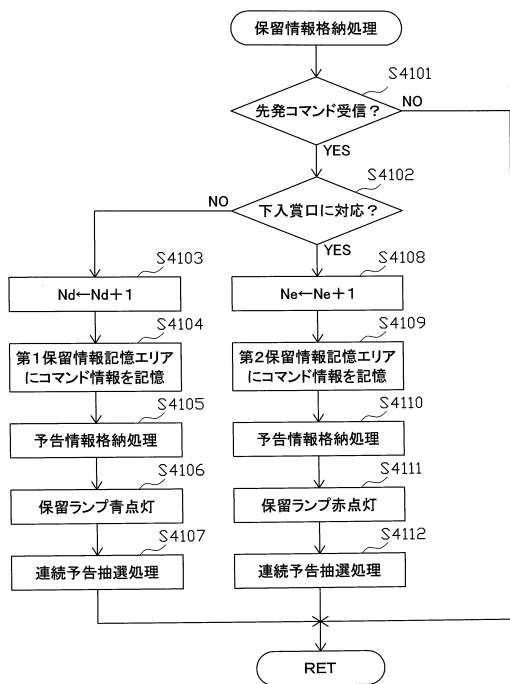 保留情報格納処理
S4101
先発コマンド受信？
NO
YES
S4102
下入賞口に対応？
NO
YES
S4103
Nd←Nd＋1
S4104
第1保留情報記憶エリア
にコマンド情報を記憶
S4105
予告情報格納処理
S4106
保留ランプ青点灯
S4107
連続予告抽選処理
S4108
Ne←Ne＋1
S4109
第2保留情報記憶エリア
にコマンド情報を記憶
S4110
予告情報格納処理
S4111
保留ランプ赤点灯
S4112
連続予告抽選処理
RET